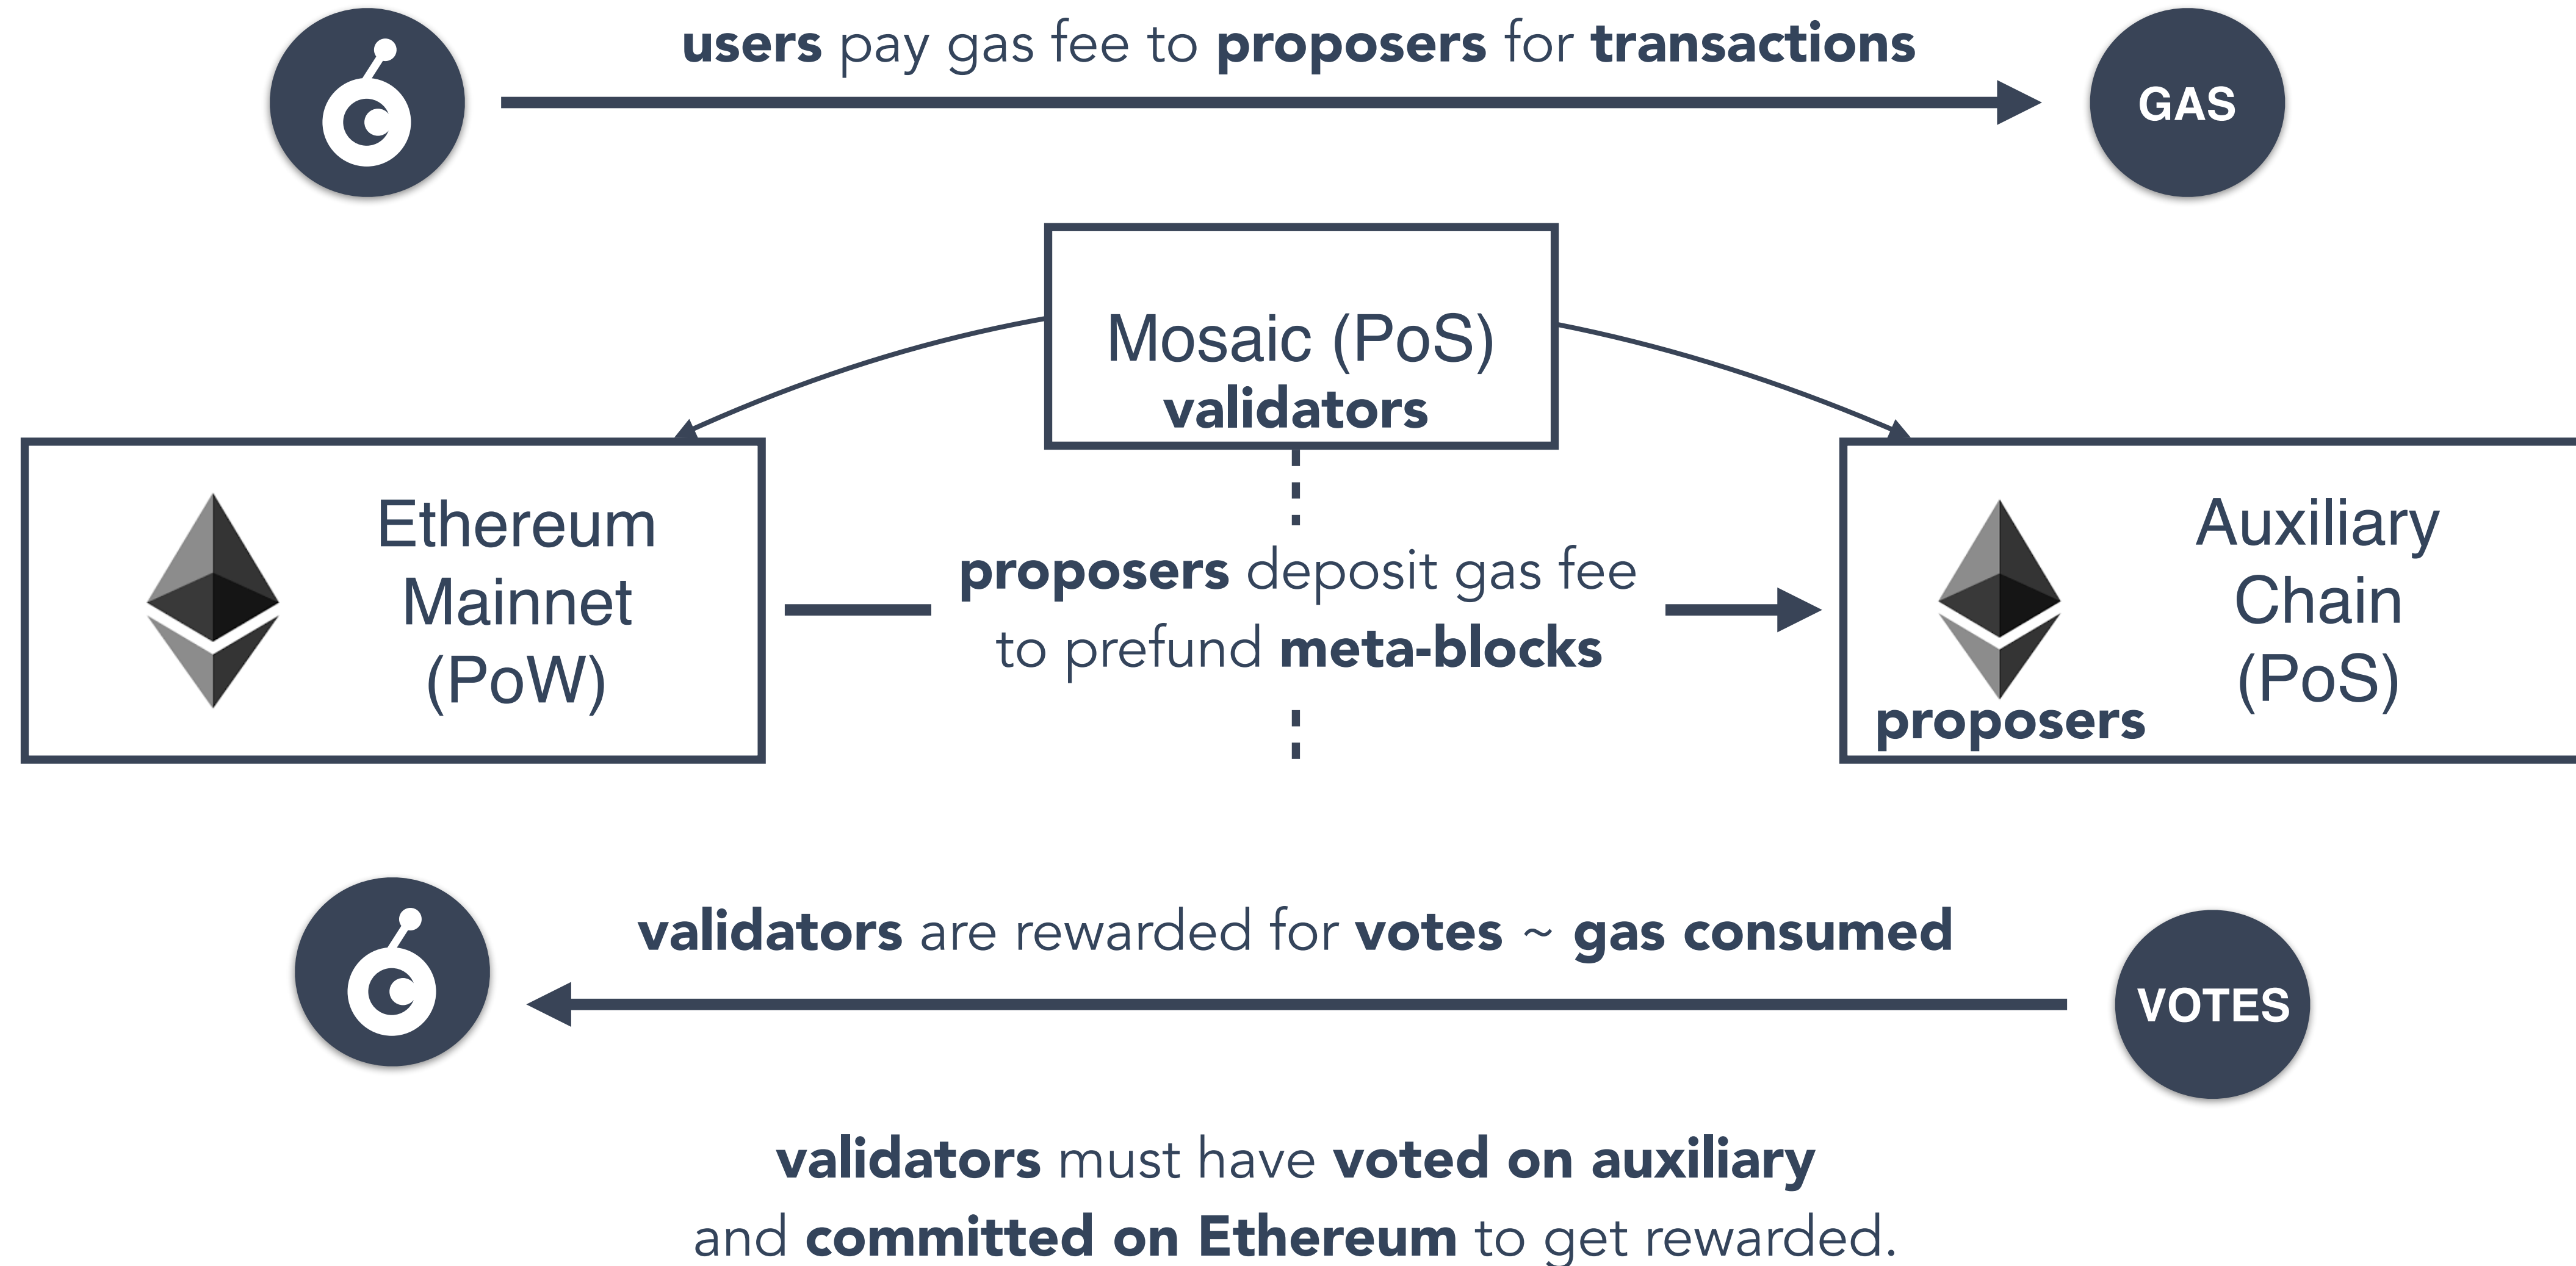 users pay gas fee to proposers for transactions
GAS
Mosaic (PoS)
validators
Ethereum
Mainnet
(PoW)
proposers deposit gas fee
to prefund meta-blocks
Auxiliary
Chain
(PoS)
proposers
validators are rewarded for votes ~ gas consumed
VOTES
validators must have voted on auxiliary
and committed on Ethereum to get rewarded.